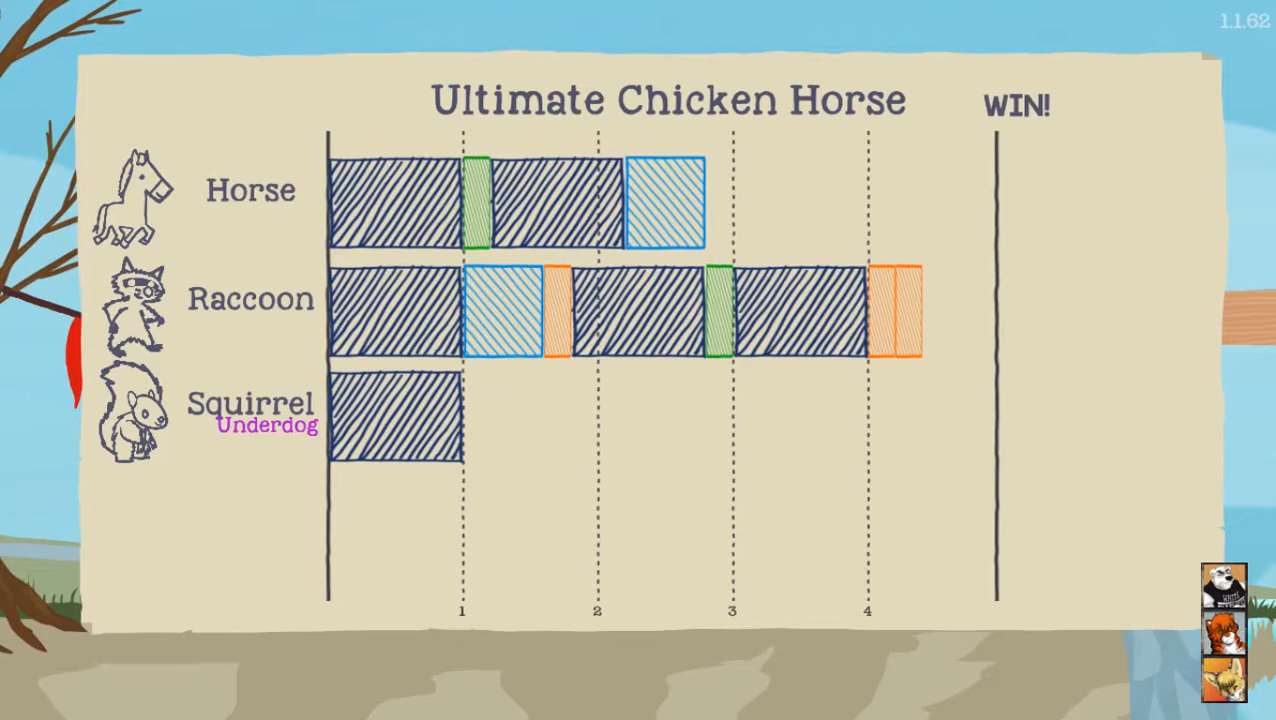 1.1.62
Ultimate Chicken Horse
WIN!
Horse
Raccoon
Squirrel
Underdog
1 2 3 4